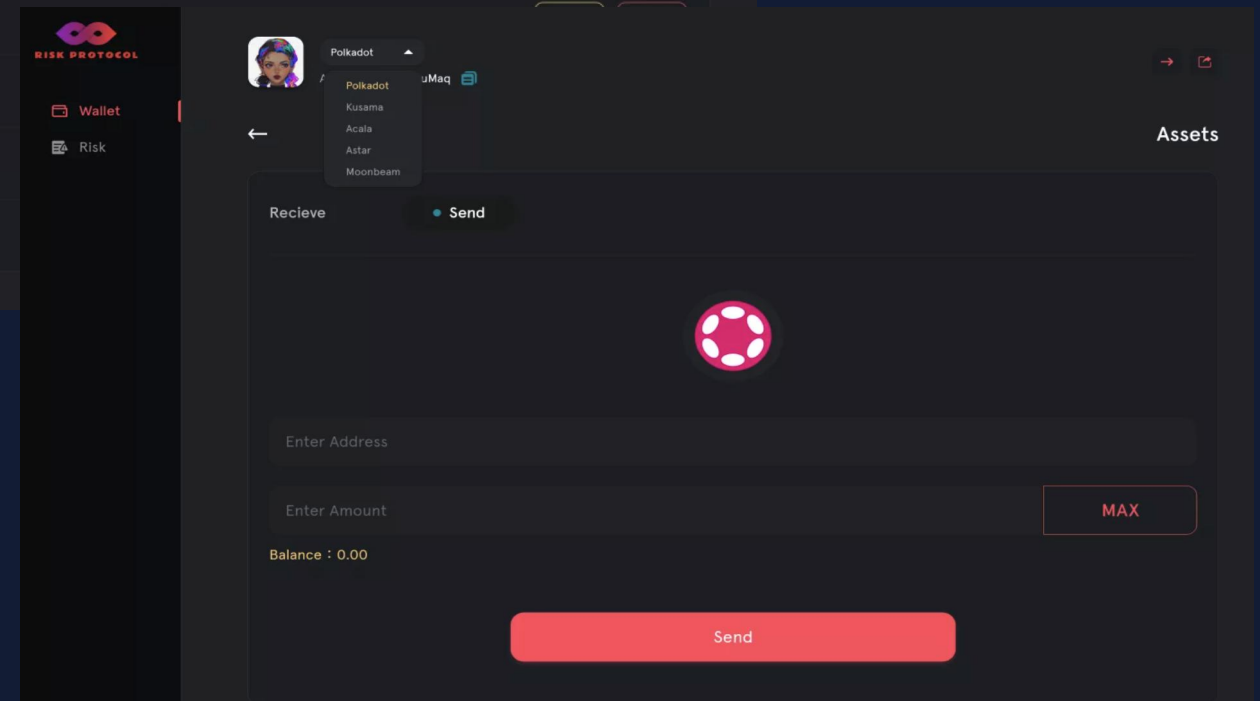 RISK PROTOCOL
Wallet
Risk
Polkadot
uMaq
Polkadot
Kusama
Acala
Astar
Moonbeam
Assets
Recieve
Send
Enter Address
Enter Amount
MAX
Balance : 0.00
Send